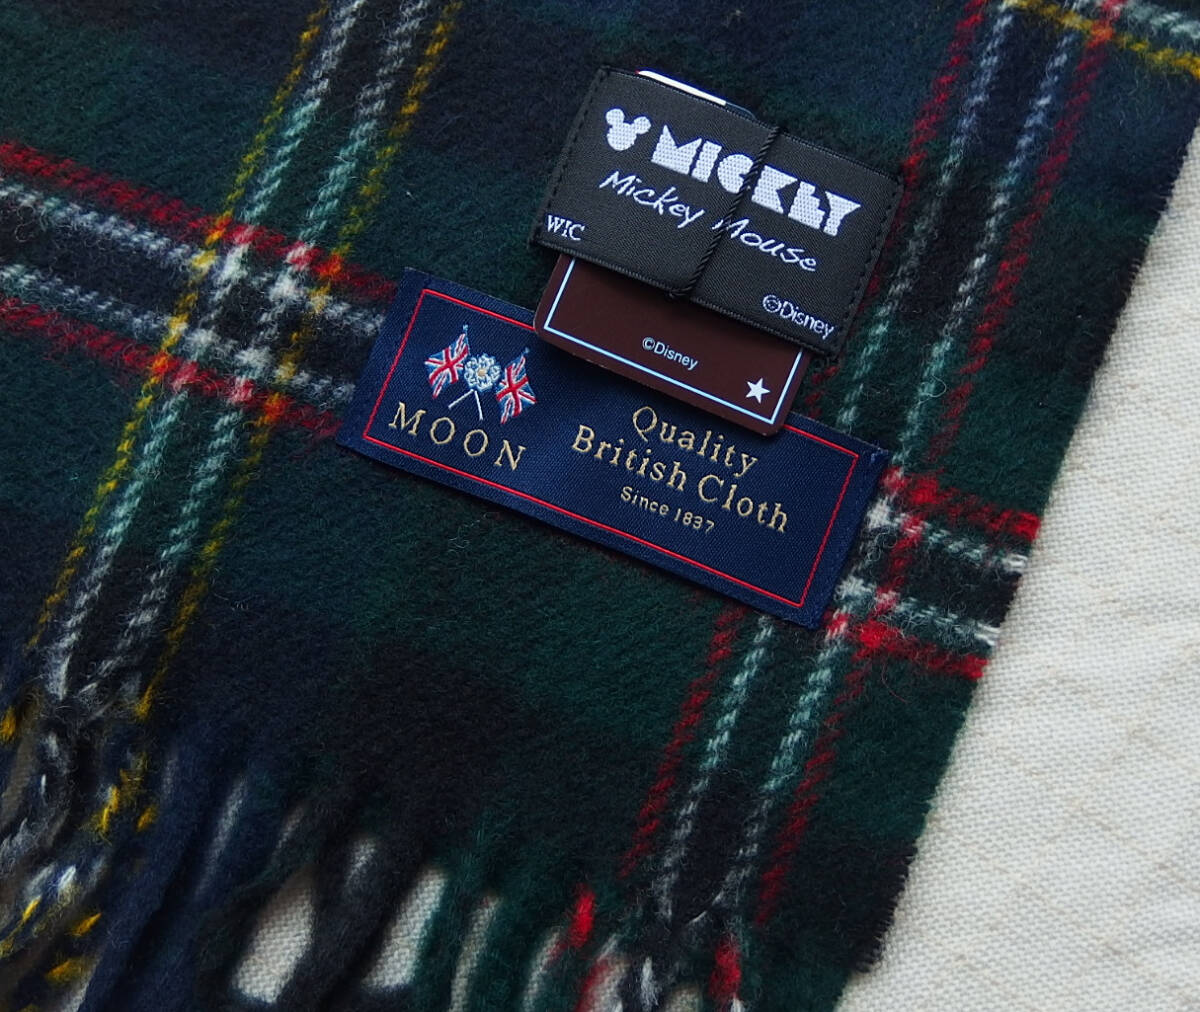 MICKEY
Mickey Mouse
WIC
©Disney
©Disney
MOON
Quality
British Cloth
Since 1837